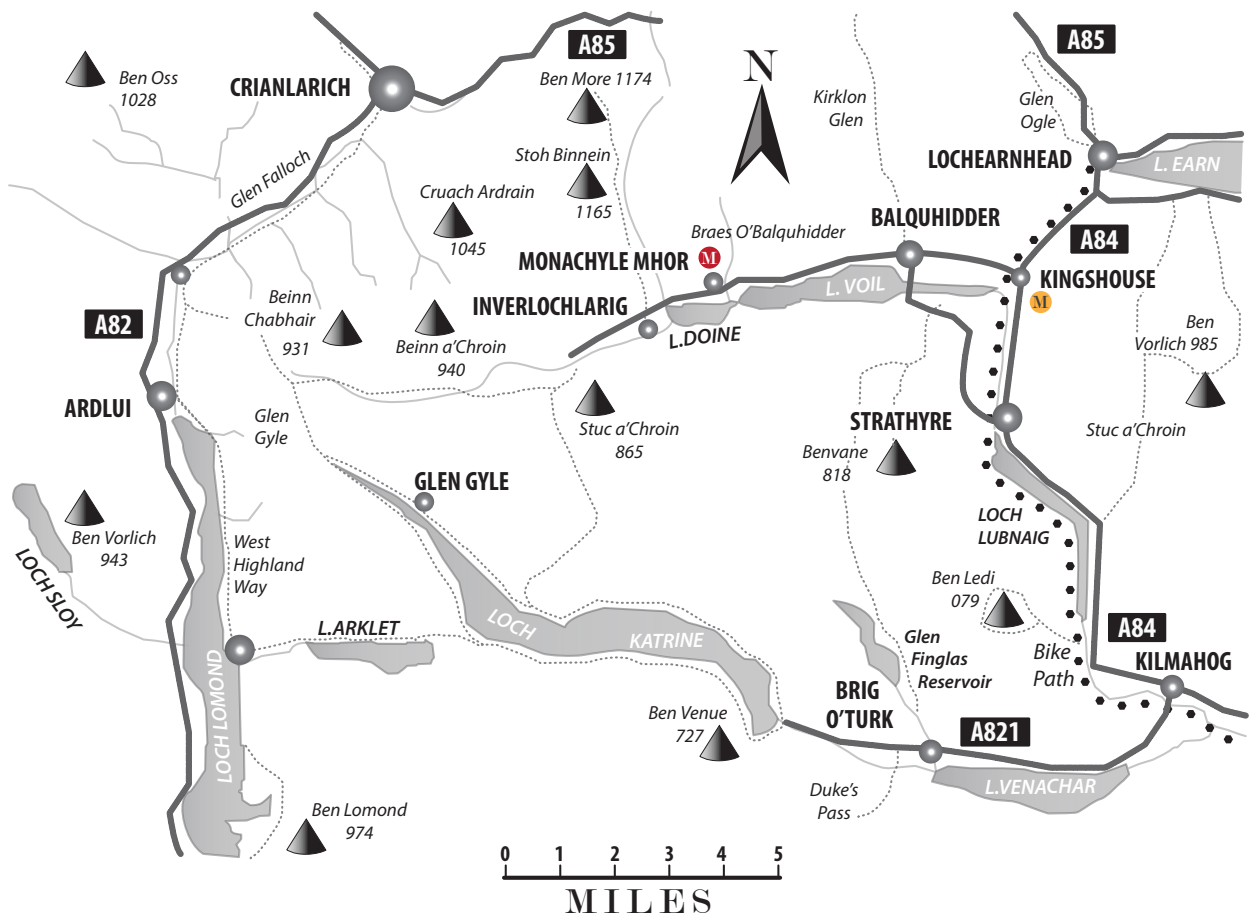 A85
A85
Ben Oss
1028
CRIANLARICH
Ben More 1174
N
Kirklon
Glen
Glen
Ogle
LOCHEARNHEAD
L. EARN
Glen Falloch
Stoh Binnein
1165
Cruach Ardrain
1045
BALQUHIDDER
Braes O'Balquhidder
A84
MONACHYLE MHOR
M
KINGSHOUSE
M
INVERLOCHLARIG
L. VOIL
L.DOINE
Beinn
Chabhair
931
Beinn a'Chroin
940
A82
Ben
Vorlich 985
ARDLUI
Glen
Gyle
Stuc a'Chroin
865
STRATHYRE
Stuc a'Chroin
Benvane
818
GLEN GYLE
LOCH
LUBNAIG
Ben Vorlich
943
LOCH SLOY
West
Highland
Way
Ben Ledi
079
L.ARKLET
LOCH
KATRINE
Glen
Finglas
Reservoir
Bike
Path
A84
KILMAHOG
LOCH LOMOND
BRIG
O'TURK
Ben Venue
727
A821
L.VENACHAR
Duke's
Pass
Ben Lomond
974
0 1 2 3 4 5
MILES